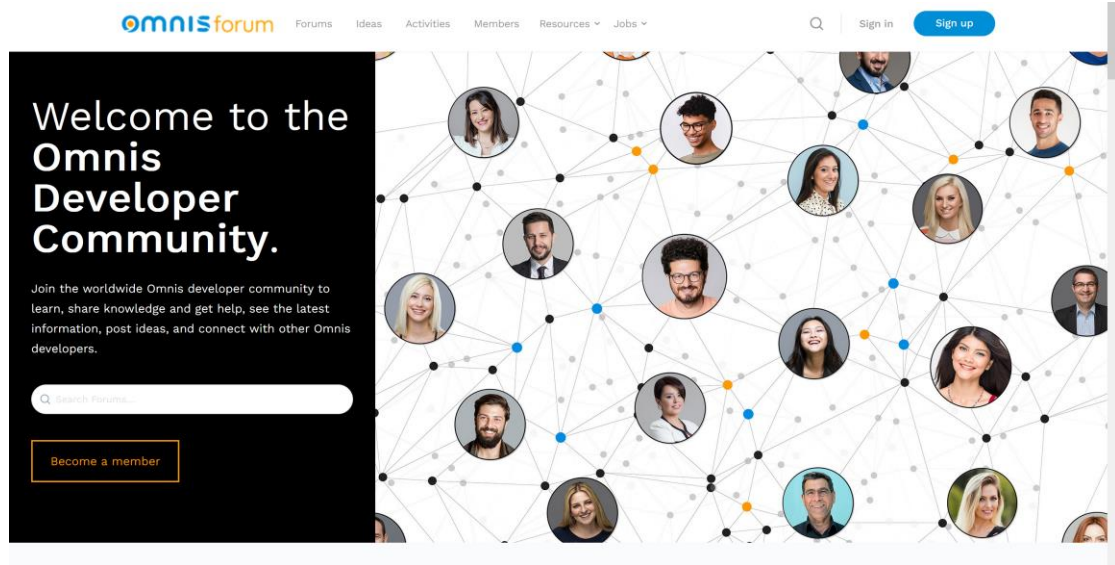 OMNIS forum Forums Ideas Activities Members Resources Jobs Sign in Sign up
Welcome to the
Omnis
Developer
Community.
Join the worldwide Omnis developer community to
learn, share knowledge and get help, see the latest
information, post ideas, and connect with other Omnis
developers.
Search Forums...
Become a member